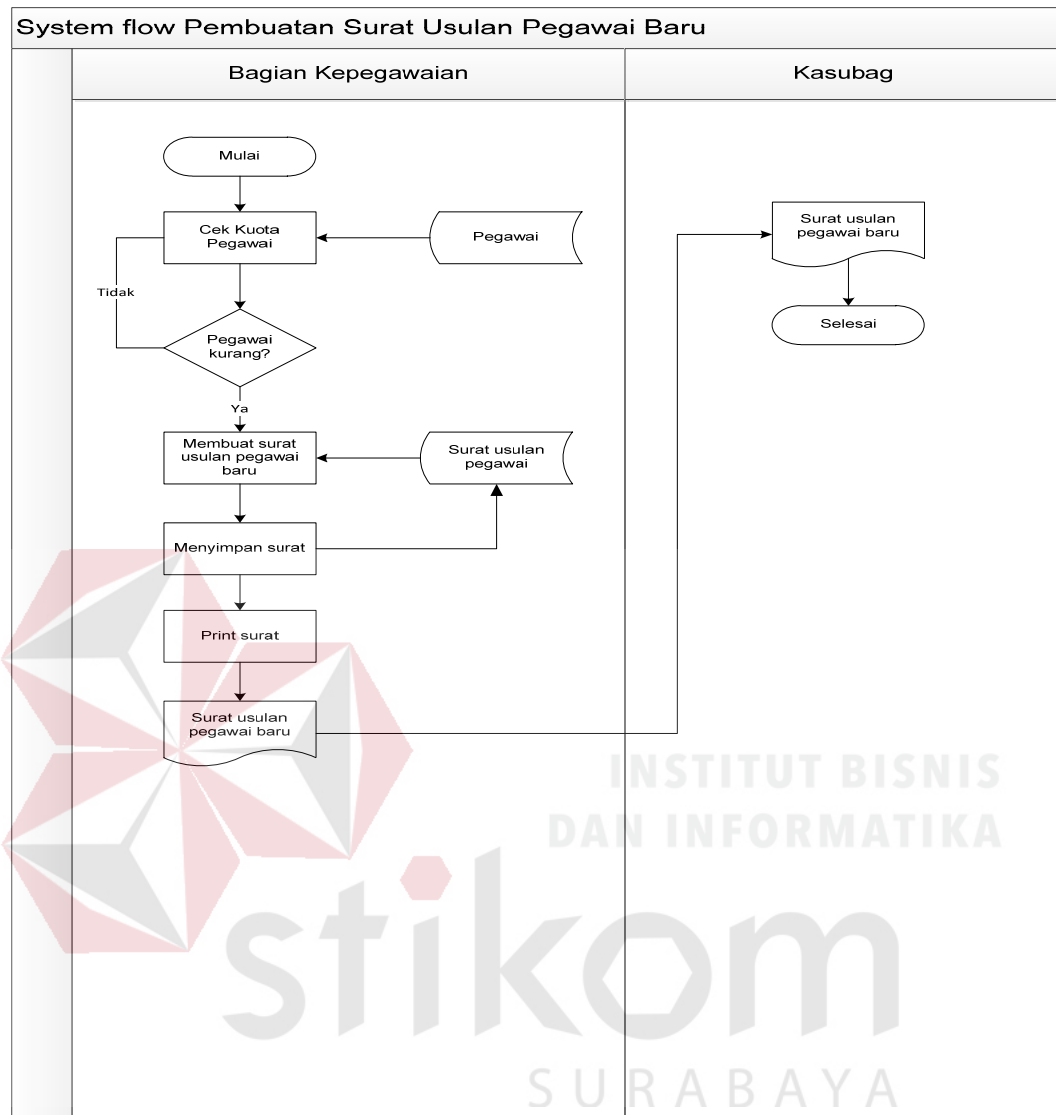 System flow Pembuatan Surat Usulan Pegawai Baru
Bagian Kepegawaian
Kasubag
Mulai
Cek Kuota
Pegawai
Pegawai
Tidak
Pegawai
kurang?
Ya
Membuat surat
usulan pegawai
baru
Surat usulan
pegawai
Menyimpan surat
Print surat
Surat usulan
pegawai baru
Surat usulan
pegawai baru
Selesai
INSTITUT BISNIS
DAN INFORMATIKA
stikom
SURABAYA